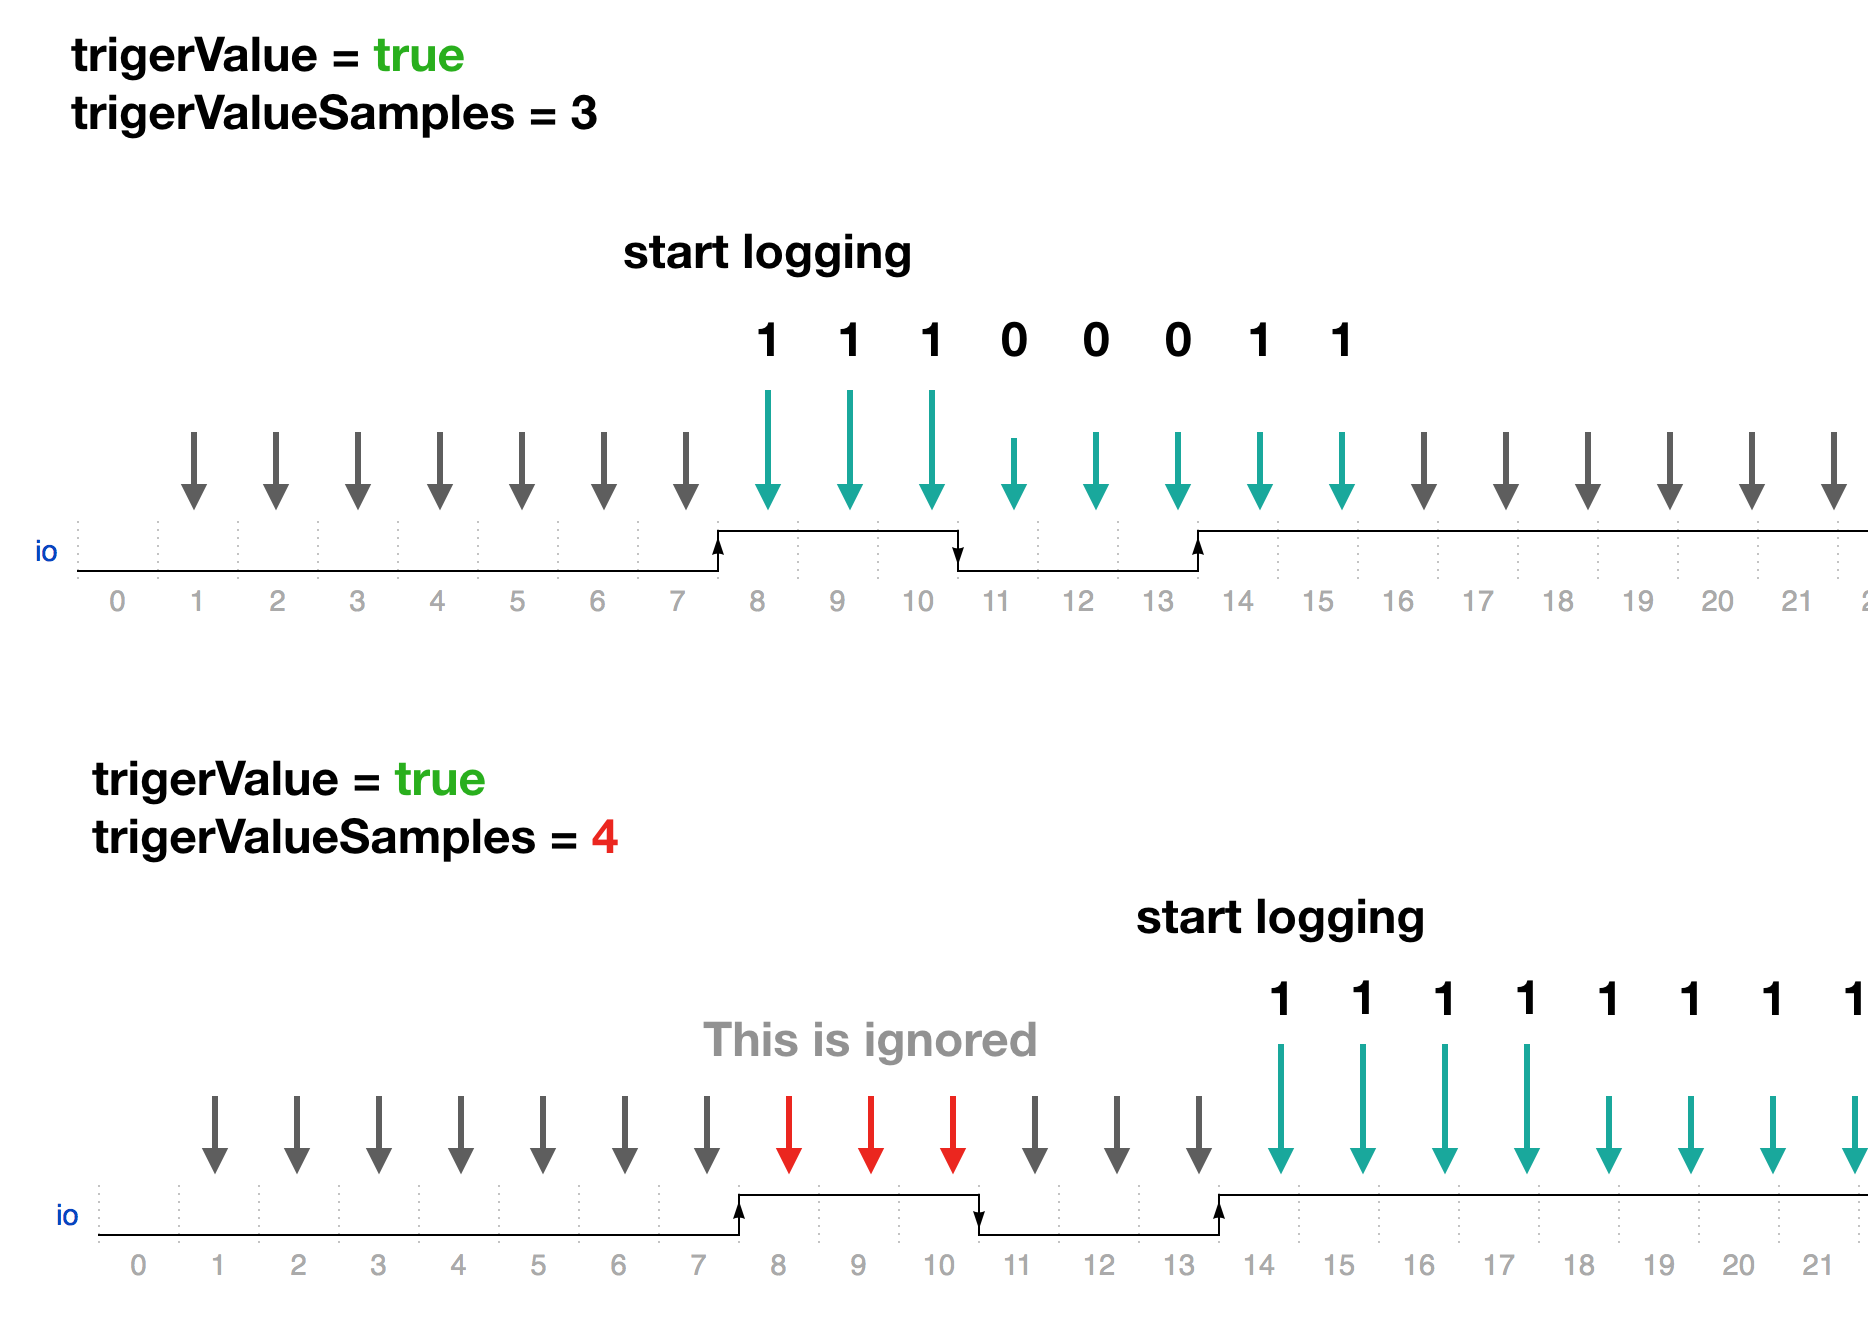 trigerValue = true
trigerValueSamples = 3
start logging
1 1 1 0 0 0 1 1
io
0 1 2 3 4 5 6 7 8 9 10 11 12 13 14 15 16 17 18 19 20 21
trigerValue = true
trigerValueSamples = 4
start logging
1 1 1 1 1 1 1 1
This is ignored
io
0 1 2 3 4 5 6 7 8 9 10 11 12 13 14 15 16 17 18 19 20 21